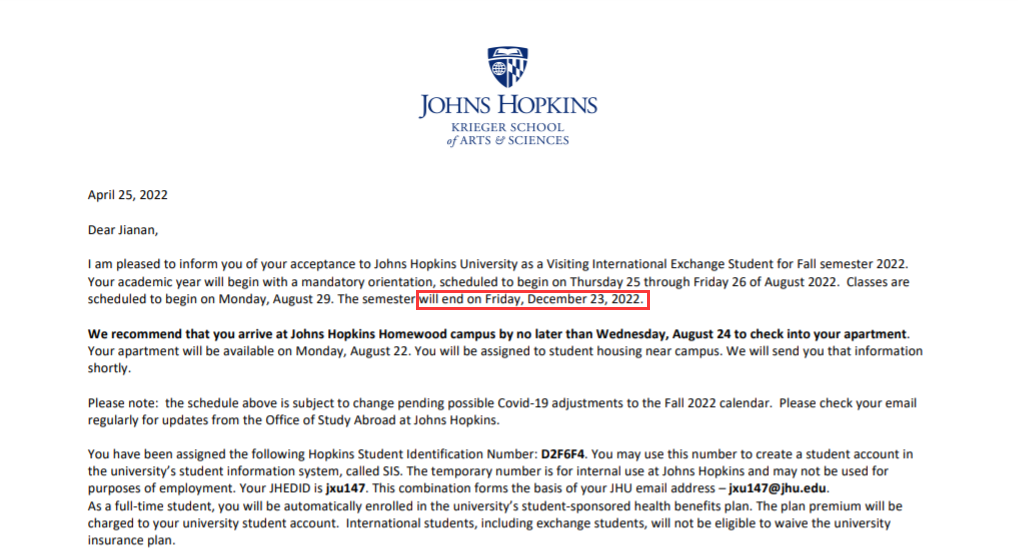 JOHNS HOPKINS
KRIEGER SCHOOL
of ARTS & SCIENCES
April 25, 2022
Dear Jianan,
I am pleased to inform you of your acceptance to Johns Hopkins University as a Visiting International Exchange Student for Fall semester 2022.
Your academic year will begin with a mandatory orientation, scheduled to begin on Thursday 25 through Friday 26 of August 2022.  Classes are
scheduled to begin on Monday, August 29. The semester will end on Friday, December 23, 2022.
We recommend that you arrive at Johns Hopkins Homewood campus by no later than Wednesday, August 24 to check into your apartment.
Your apartment will be available on Monday, August 22. You will be assigned to student housing near campus. We will send you that information
shortly.
Please note:  the schedule above is subject to change pending possible Covid-19 adjustments to the Fall 2022 calendar.  Please check your email
regularly for updates from the Office of Study Abroad at Johns Hopkins.
You have been assigned the following Hopkins Student Identification Number: D2F6F4. You may use this number to create a student account in
the university's student information system, called SIS. The temporary number is for internal use at Johns Hopkins and may not be used for
purposes of employment. Your JHEDID is jxu147. This combination forms the basis of your JHU email address – jxu147@jhu.edu.
As a full-time student, you will be automatically enrolled in the university's student-sponsored health benefits plan. The plan premium will be
charged to your university student account.  International students, including exchange students, will not be eligible to waive the university
insurance plan.